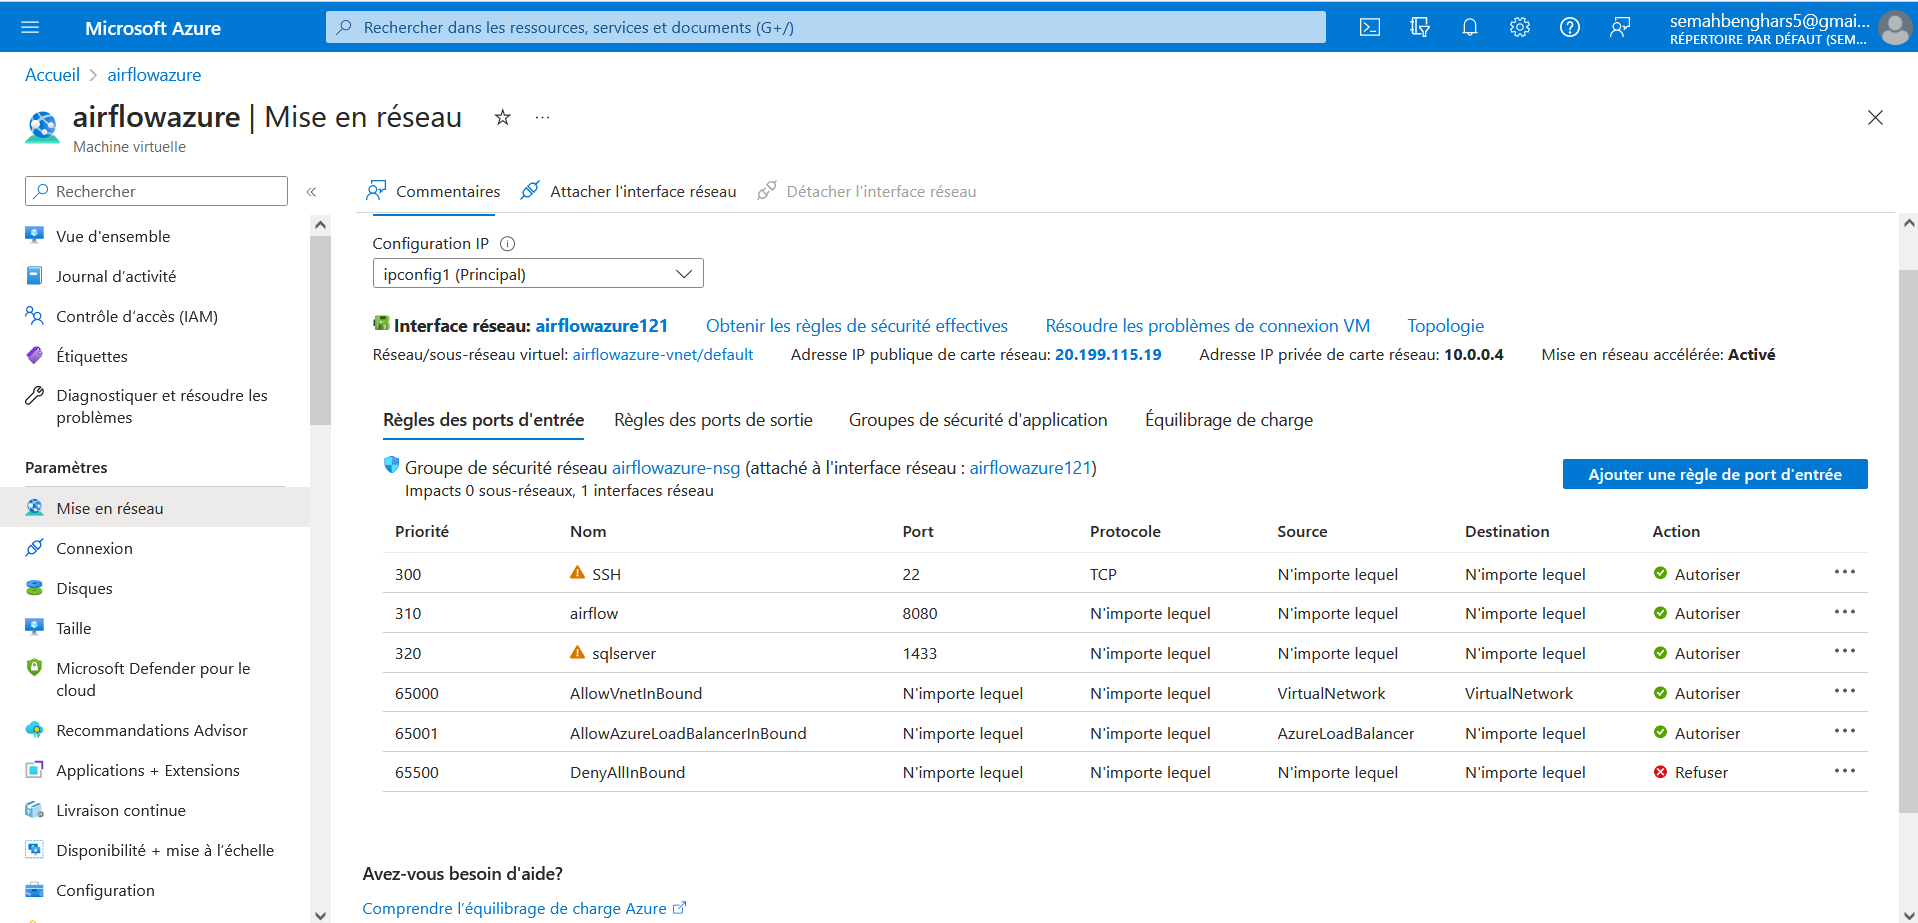 Microsoft Azure
Rechercher dans les ressources, services et documents (G+/)
semahbenghars5@gmai...
RÉPERTOIRE PAR DÉFAUT (SEM...
Accueil > airflowazure
airflowazure | Mise en réseau ...
Machine virtuelle
Rechercher
«
Commentaires Attacher l'interface réseau Détacher l'interface réseau
Vue d'ensemble
Journal d'activité
Contrôle d'accès (IAM)
Étiquettes
Diagnostiquer et résoudre les
problèmes
Paramètres
Mise en réseau
Connexion
Disques
Taille
Microsoft Defender pour le
cloud
Recommandations Advisor
Applications + Extensions
Livraison continue
Disponibilité + mise à l'échelle
Configuration
Configuration IP
ipconfig1 (Principal)
Interface réseau: airflowazure121 Obtenir les règles de sécurité effectives Résoudre les problèmes de connexion VM Topologie
Réseau/sous-réseau virtuel: airflowazure-vnet/default Adresse IP publique de carte réseau: 20.199.115.19 Adresse IP privée de carte réseau: 10.0.0.4 Mise en réseau accélérée: Activé
Règles des ports d'entrée Règles des ports de sortie Groupes de sécurité d'application Équilibrage de charge
Groupe de sécurité réseau airflowazure-nsg (attaché à l'interface réseau : airflowazure121)
Impacts 0 sous-réseaux, 1 interfaces réseau
Ajouter une règle de port d'entrée
Priorité Nom Port Protocole Source Destination Action
300 SSH 22 TCP N'importe lequel N'importe lequel Autoriser ...
310 airflow 8080 N'importe lequel N'importe lequel N'importe lequel Autoriser ...
320 sqlserver 1433 N'importe lequel N'importe lequel N'importe lequel Autoriser ...
65000 AllowVnetInBound N'importe lequel N'importe lequel VirtualNetwork VirtualNetwork Autoriser ...
65001 AllowAzureLoadBalancerInBound N'importe lequel N'importe lequel AzureLoadBalancer N'importe lequel Autoriser ...
65500 DenyAllInBound N'importe lequel N'importe lequel N'importe lequel N'importe lequel Refuser ...
Avez-vous besoin d'aide?
Comprendre l'équilibrage de charge Azure